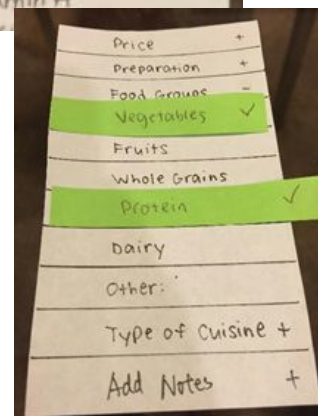 Price +
Preparation +
Food Groups -
Vegetables ✓
Fruits
Whole Grains
Protein ✓
Dairy
Other:
Type of Cuisine +
Add Notes +